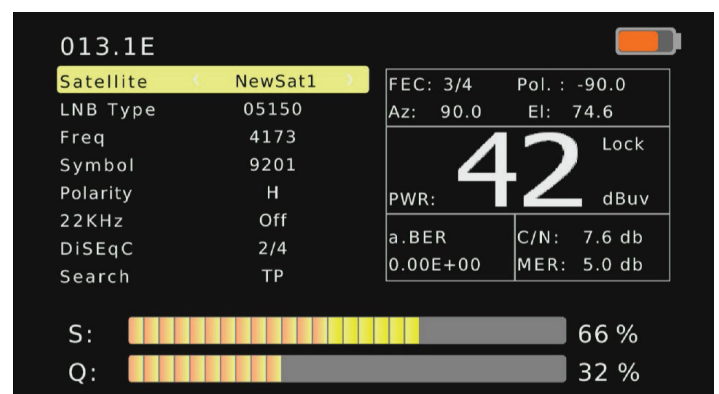 013.1E
Satellite NewSat1
LNB Type 05150
Freq 4173
Symbol 9201
Polarity H
22KHz Off
DiSEqC 2/4
Search TP
FEC: 3/4 Pol. : -90.0
Az: 90.0 El: 74.6
Lock
42
PWR: dBuv
a.BER
0.00E+00
C/N: 7.6 db
MER: 5.0 db
S: 66 %
Q: 32 %